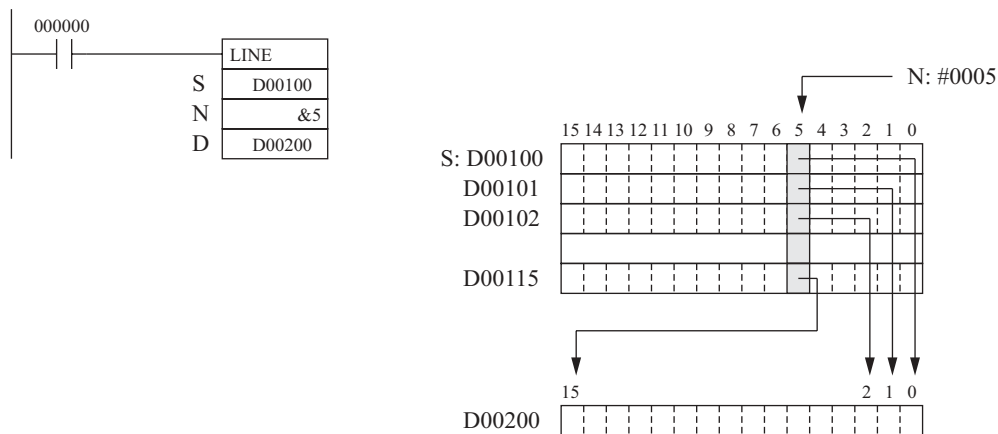 000000
LINE
S D00100
N &5
D D00200
N: #0005
15 14 13 12 11 10 9 8 7 6 5 4 3 2 1 0
S: D00100
D00101
D00102
D00115
15 2 1 0
D00200